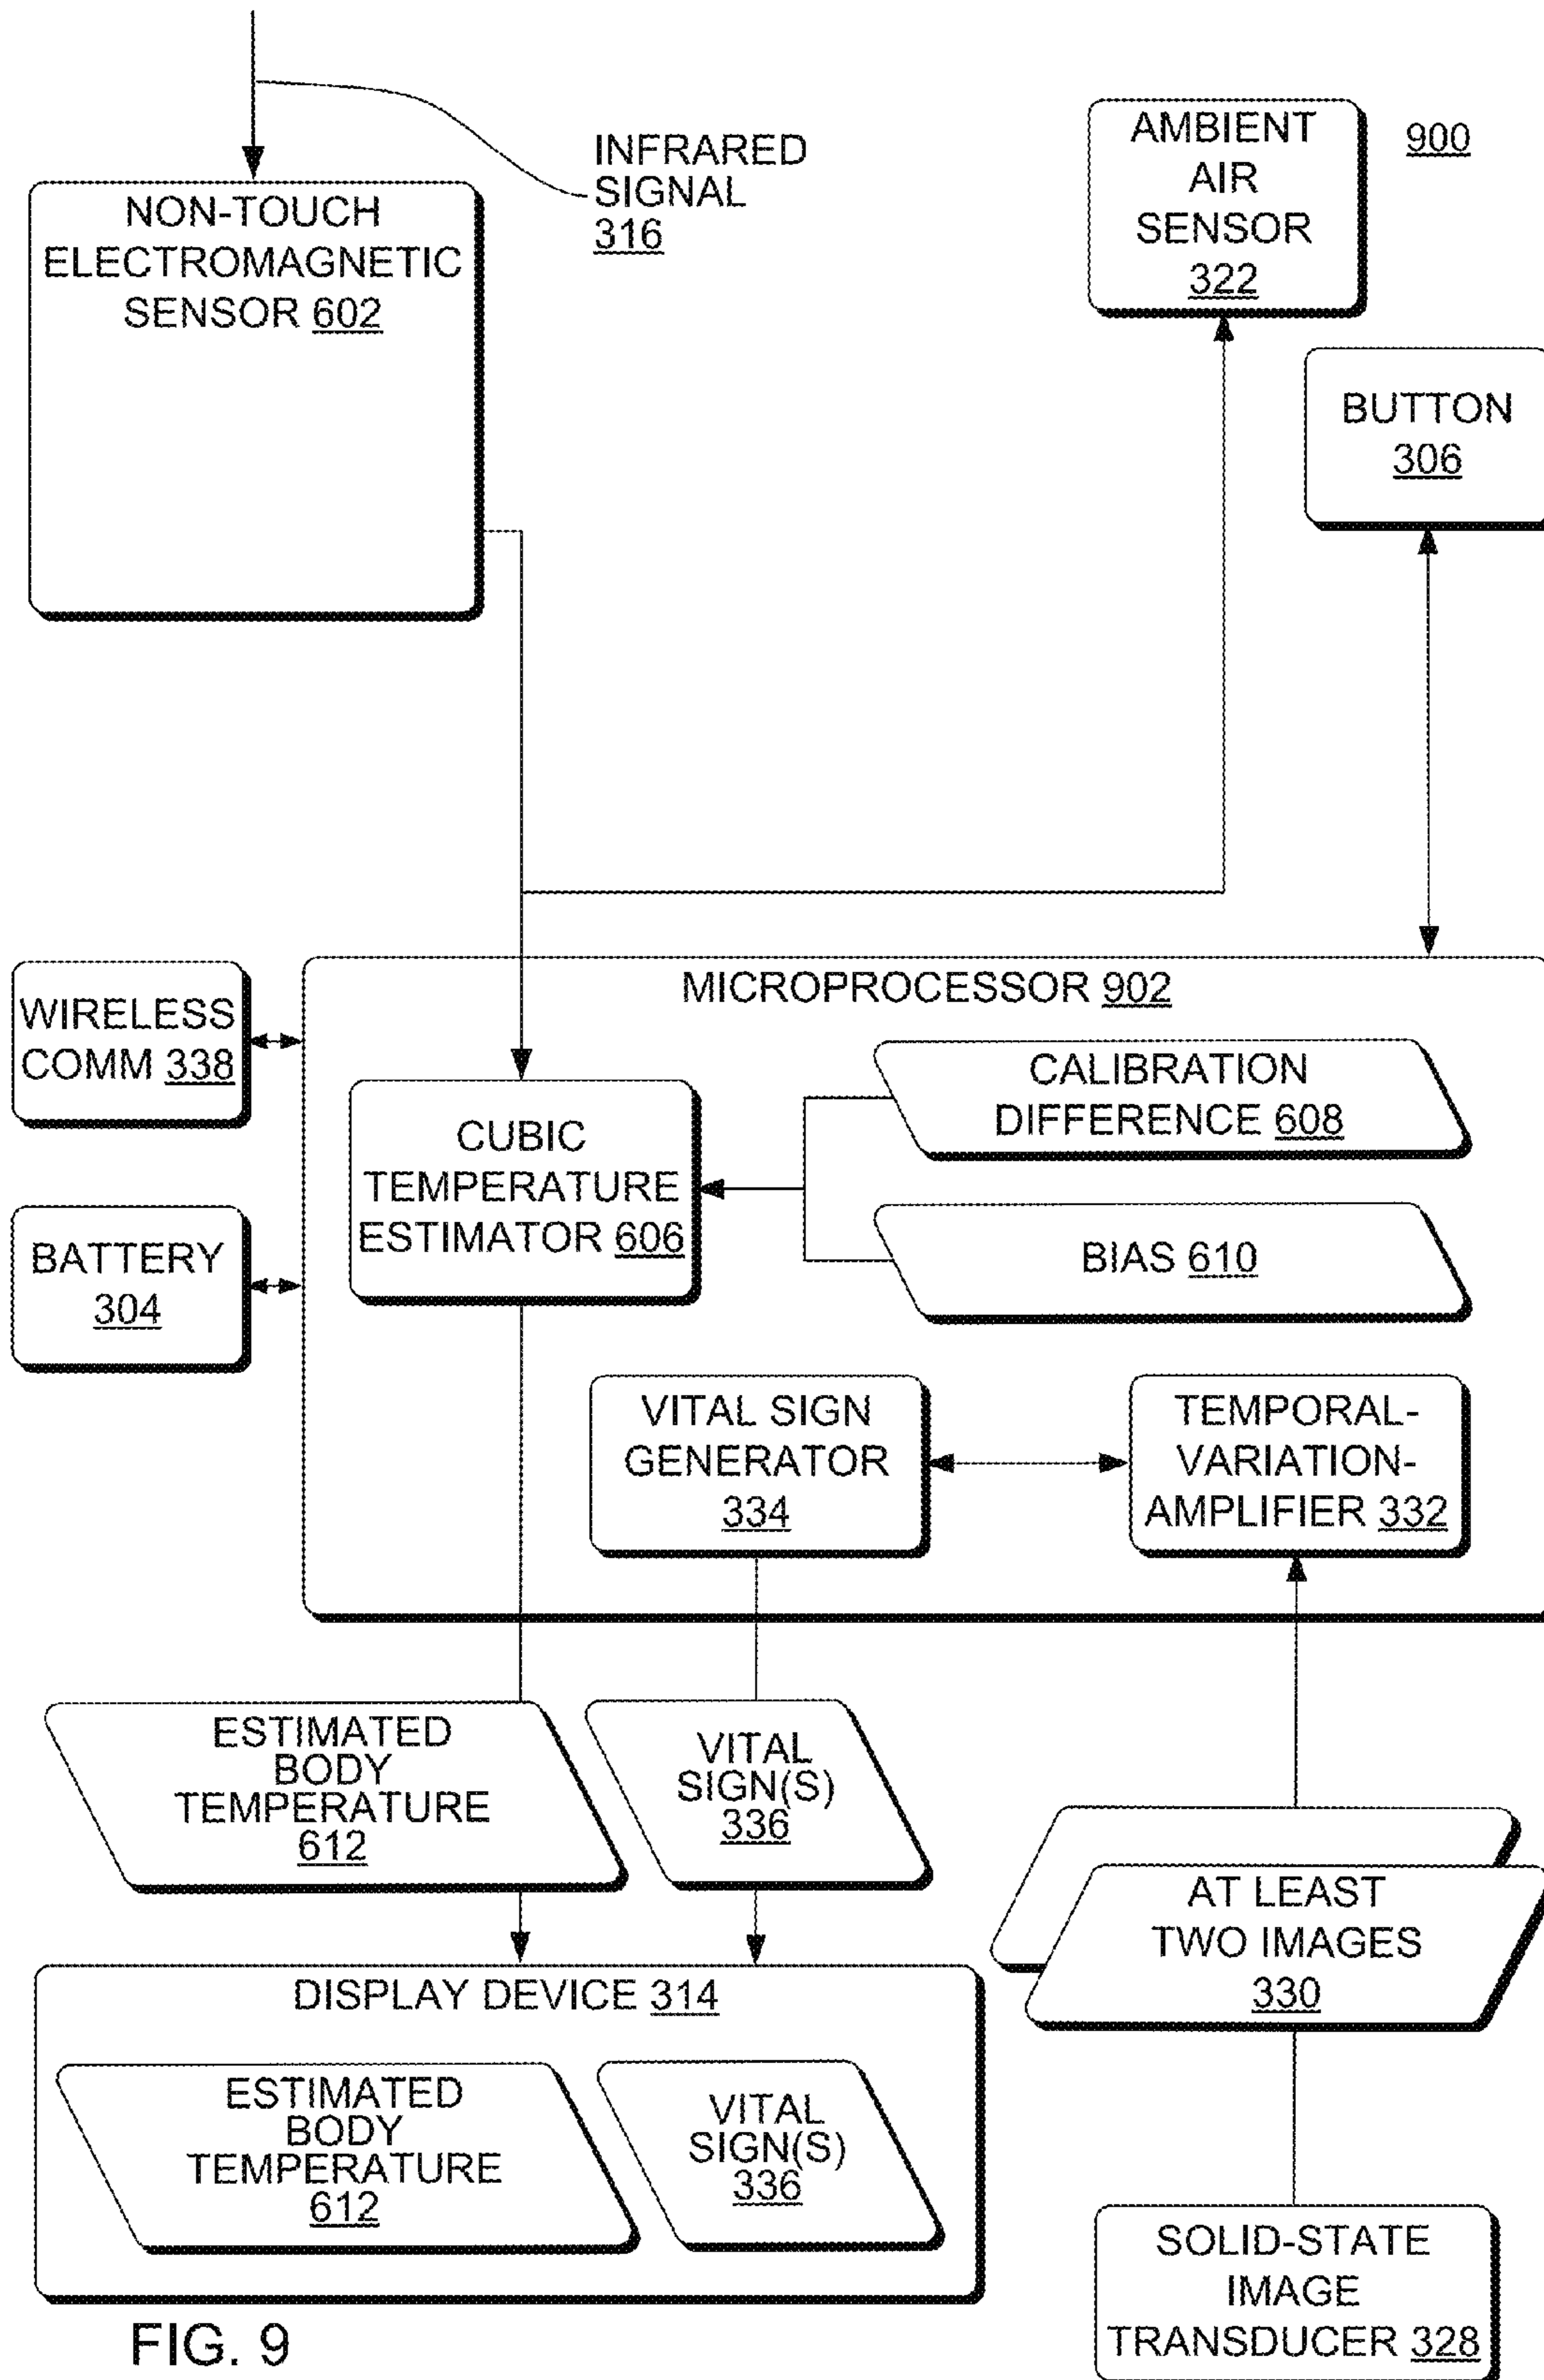 INFRARED
SIGNAL
316
AMBIENT
AIR
SENSOR
322
900
NON-TOUCH
ELECTROMAGNETIC
SENSOR 602
BUTTON
306
MICROPROCESSOR 902
WIRELESS
COMM 338
CALIBRATION
DIFFERENCE 608
CUBIC
TEMPERATURE
ESTIMATOR 606
BATTERY
304
BIAS 610
VITAL SIGN
GENERATOR
334
TEMPORAL-
VARIATION-
AMPLIFIER 332
ESTIMATED
BODY
TEMPERATURE
612
VITAL
SIGN(S)
336
AT LEAST
TWO IMAGES
330
DISPLAY DEVICE 314
ESTIMATED
BODY
TEMPERATURE
612
VITAL
SIGN(S)
336
SOLID-STATE
IMAGE
TRANSDUCER 328
FIG. 9